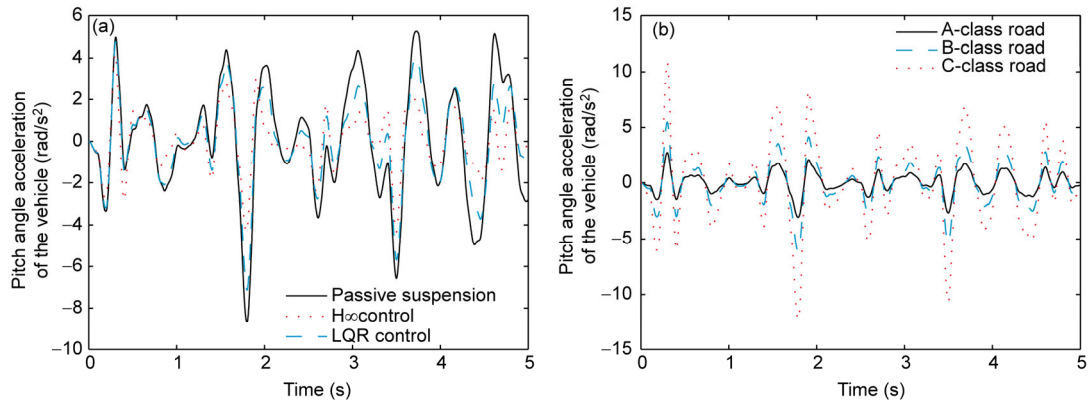 (a)
6
4
2
0
−2
−4
−6
−8
−10
Pitch angle acceleration
of the vehicle (rad/s2)
Passive suspension
H∞control
LQR control
0 1 2 3 4 5
Time (s)
(b)
15
10
5
0
−5
−10
−15
Pitch angle acceleration
of the vehicle (rad/s2)
A-class road
B-class road
C-class road
0 1 2 3 4 5
Time (s)